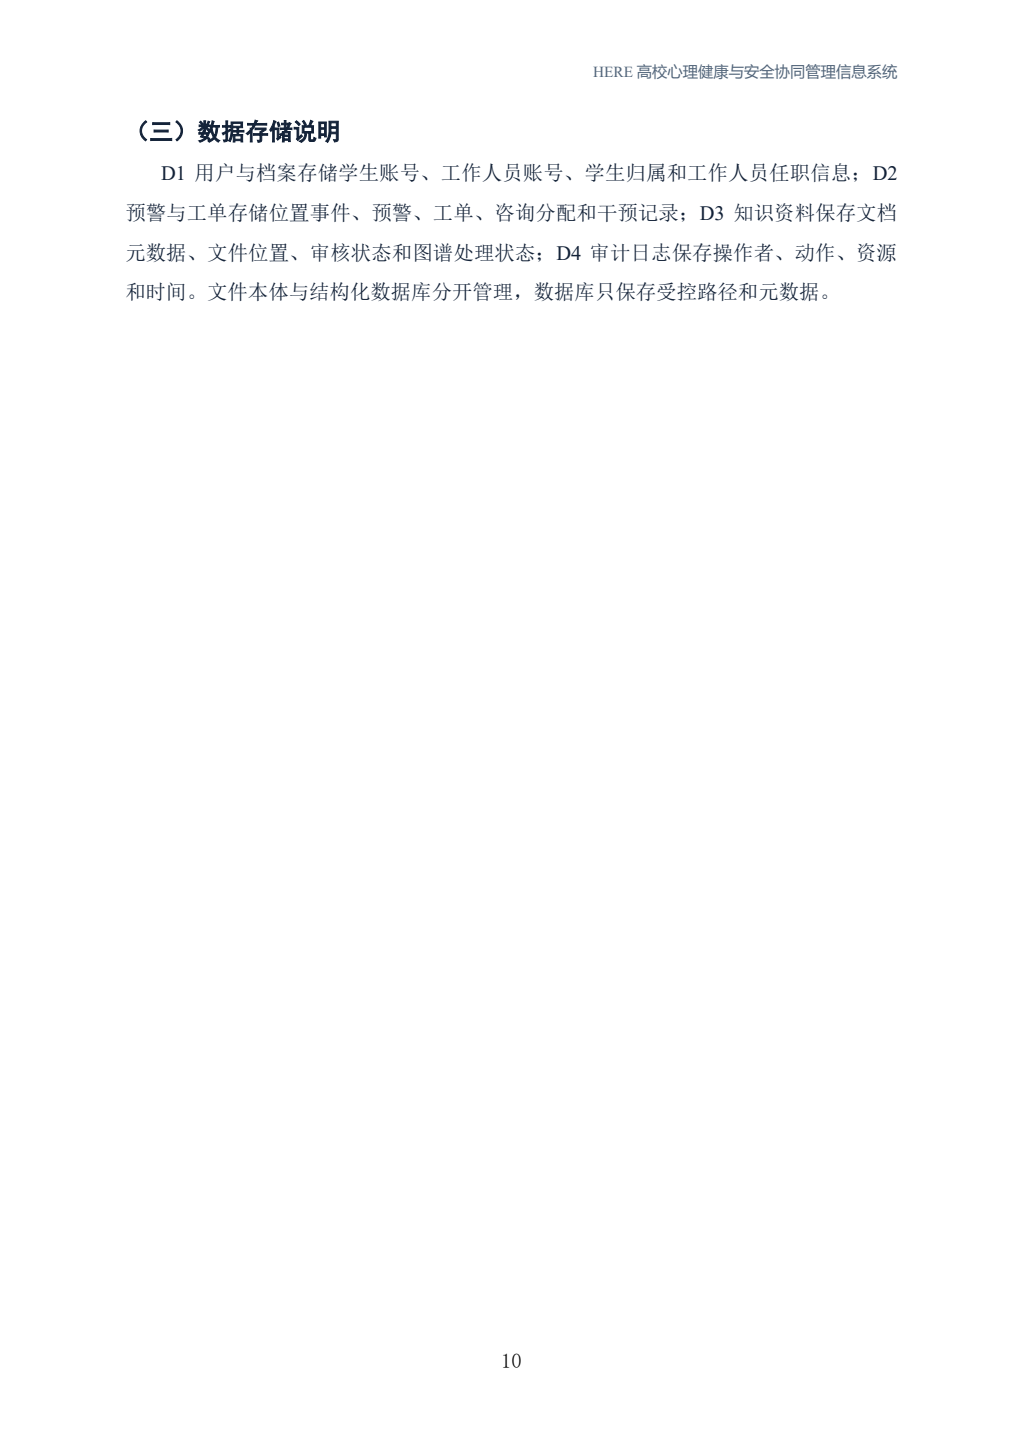 HERE 高校心理健康与安全协同管理信息系统
（三）数据存储说明
D1 用户与档案存储学生账号、工作人员账号、学生归属和工作人员任职信息；D2
预警与工单存储位置事件、预警、工单、咨询分配和干预记录；D3 知识资料保存文档
元数据、文件位置、审核状态和图谱处理状态；D4 审计日志保存操作者、动作、资源
和时间。文件本体与结构化数据库分开管理，数据库只保存受控路径和元数据。
10